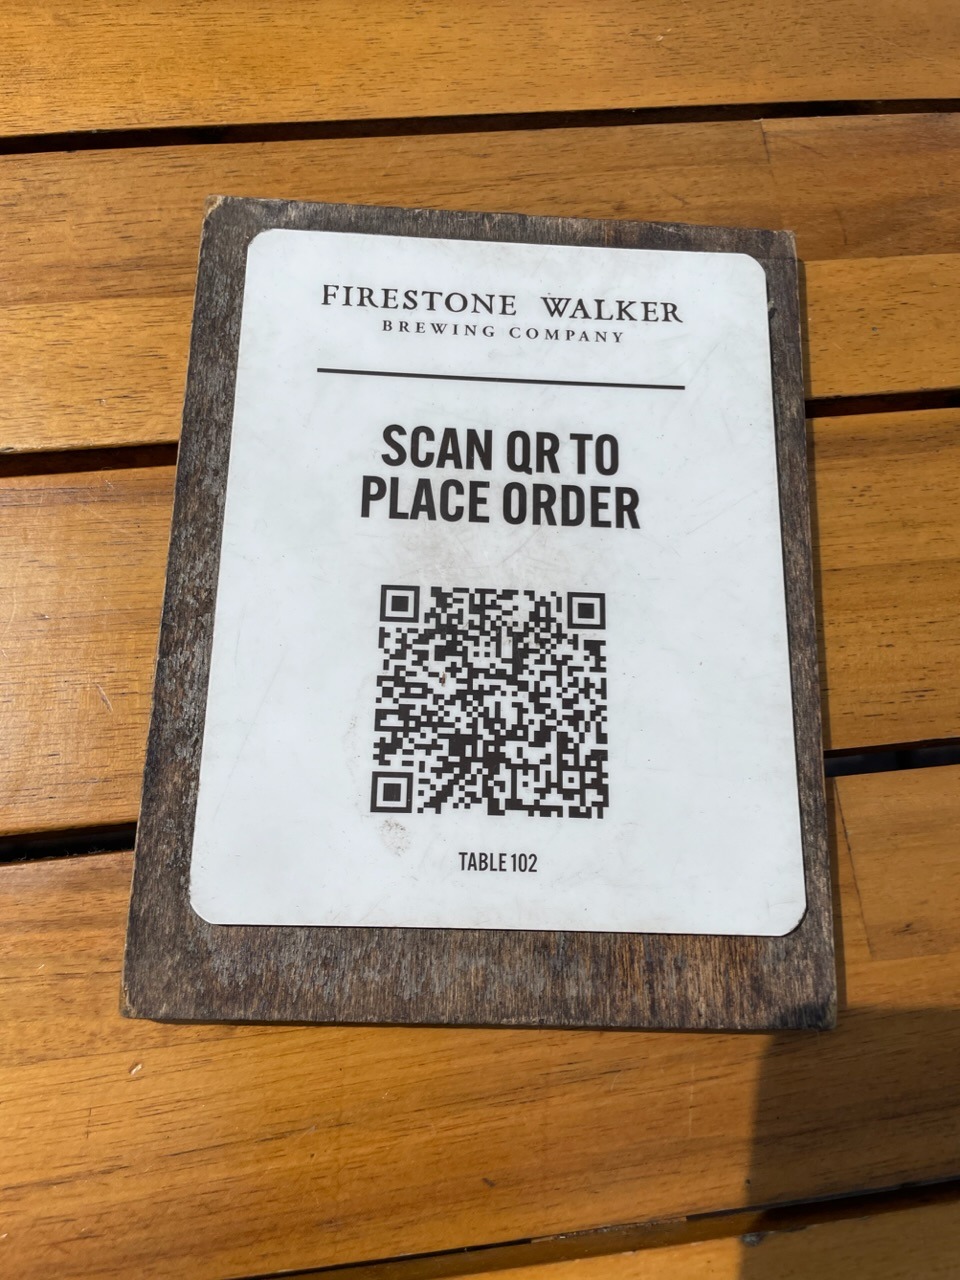 FIRESTONE WALKER
BREWING COMPANY
SCAN QR TO
PLACE ORDER
TABLE 102